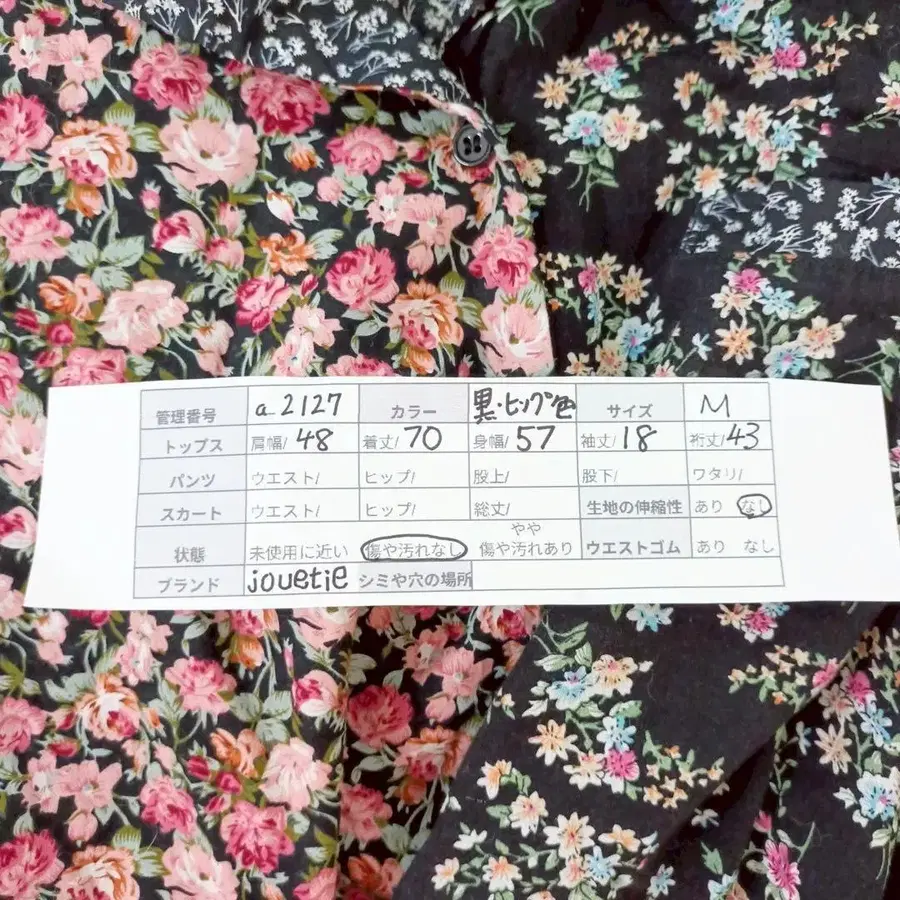 管理番号 a 2127 カラー 黒・ピンク色 サイズ M
トップス 肩幅/ 48 着丈/ 70 身幅/ 57 袖丈/ 18 裄丈/ 43
パンツ ウエスト/ ヒップ/ 股上/ 股下/ ワタリ/
スカート ウエスト/ ヒップ/ 総丈/ 生地の伸縮性 あり なし
状態 未使用に近い 傷や汚れなし やや傷や汚れあり ウエストゴム あり なし
ブランド jouetie シミや穴の場所